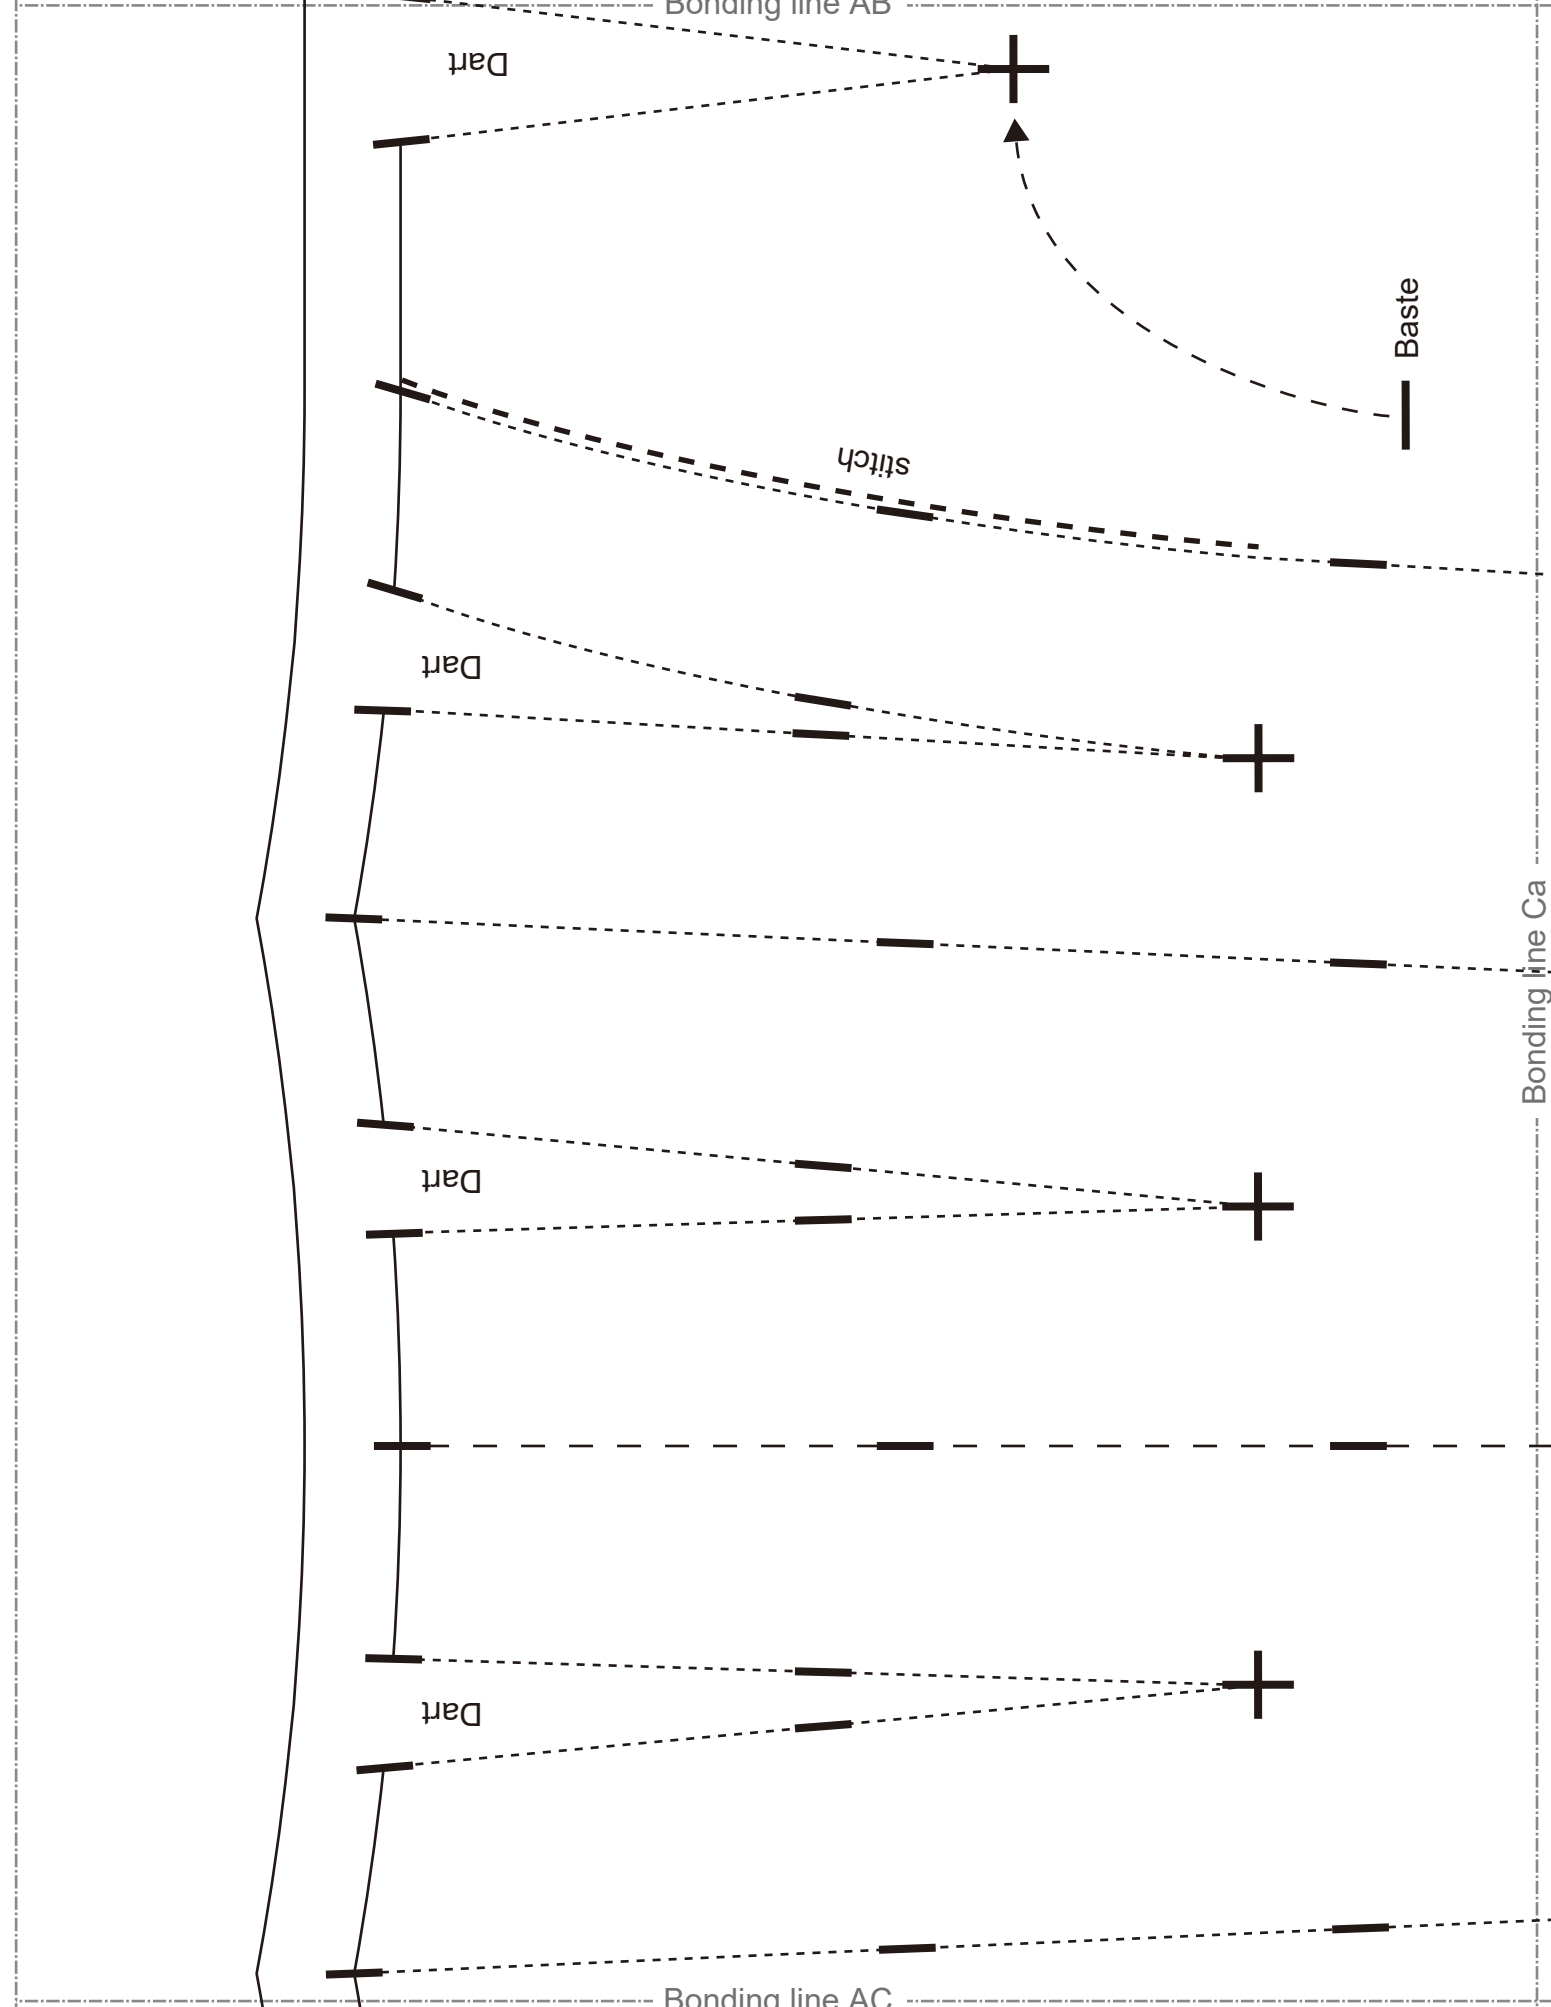 Bonding line AB
Dart
Baste
stitch
Dart
Bonding line Ca
Dart
Dart
Bonding line AC